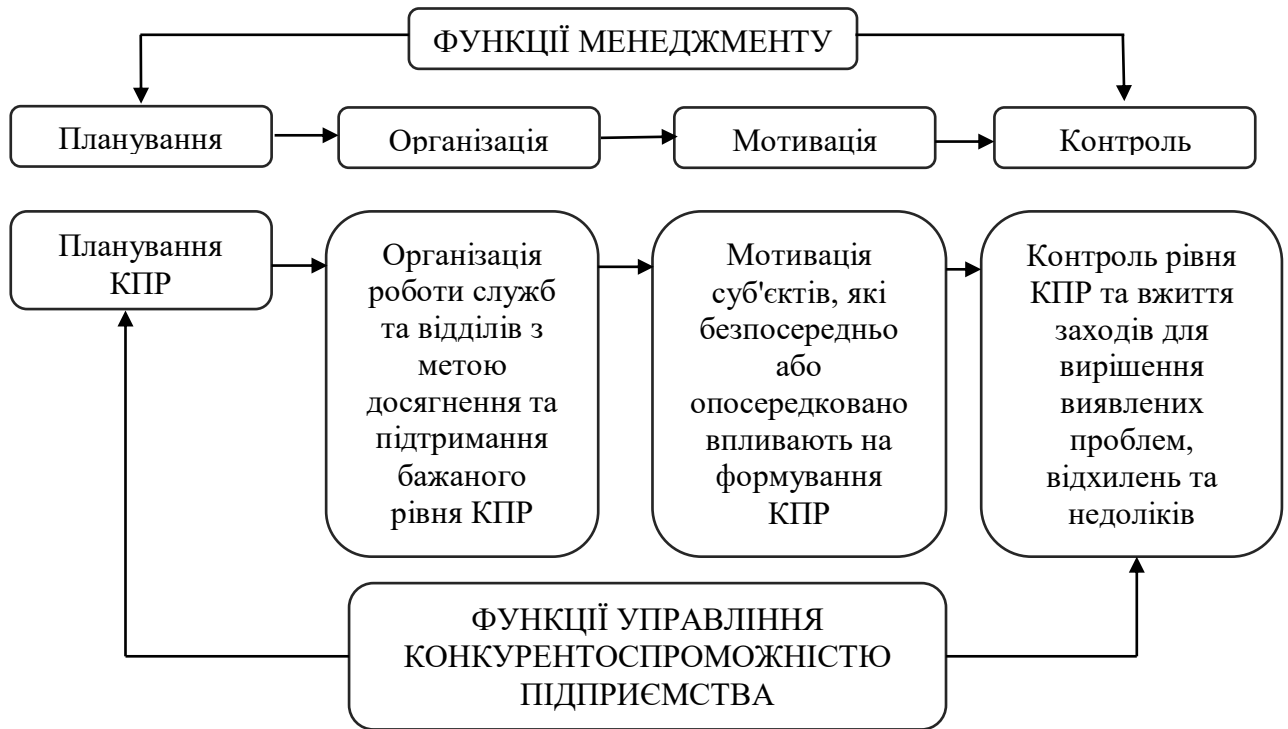 ФУНКЦІЇ МЕНЕДЖМЕНТУ
Планування
Організація
Мотивація
Контроль
Планування
КПР
Організація
роботи служб
та відділів з
метою
досягнення та
підтримання
бажаного
рівня КПР
Мотивація
суб'єктів, які
безпосередньо
або
опосередковано
впливають на
формування
КПР
Контроль рівня
КПР та вжиття
заходів для
вирішення
виявлених
проблем,
відхилень та
недоліків
ФУНКЦІЇ УПРАВЛІННЯ
КОНКУРЕНТОСПРОМОЖНІСТЮ
ПІДПРИЄМСТВА